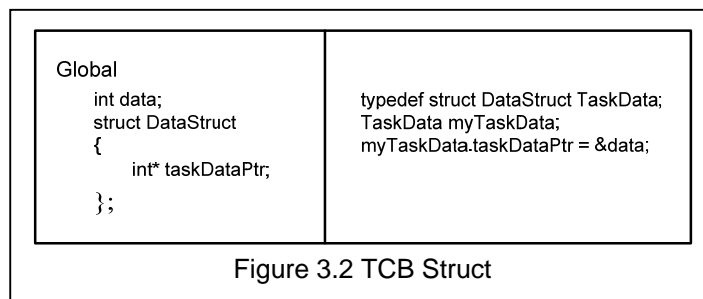 Global
int data;
struct DataStruct
{
int* taskDataPtr;
};
typedef struct DataStruct TaskData;
TaskData myTaskData;
myTaskData.taskDataPtr = &data;
Figure 3.2 TCB Struct